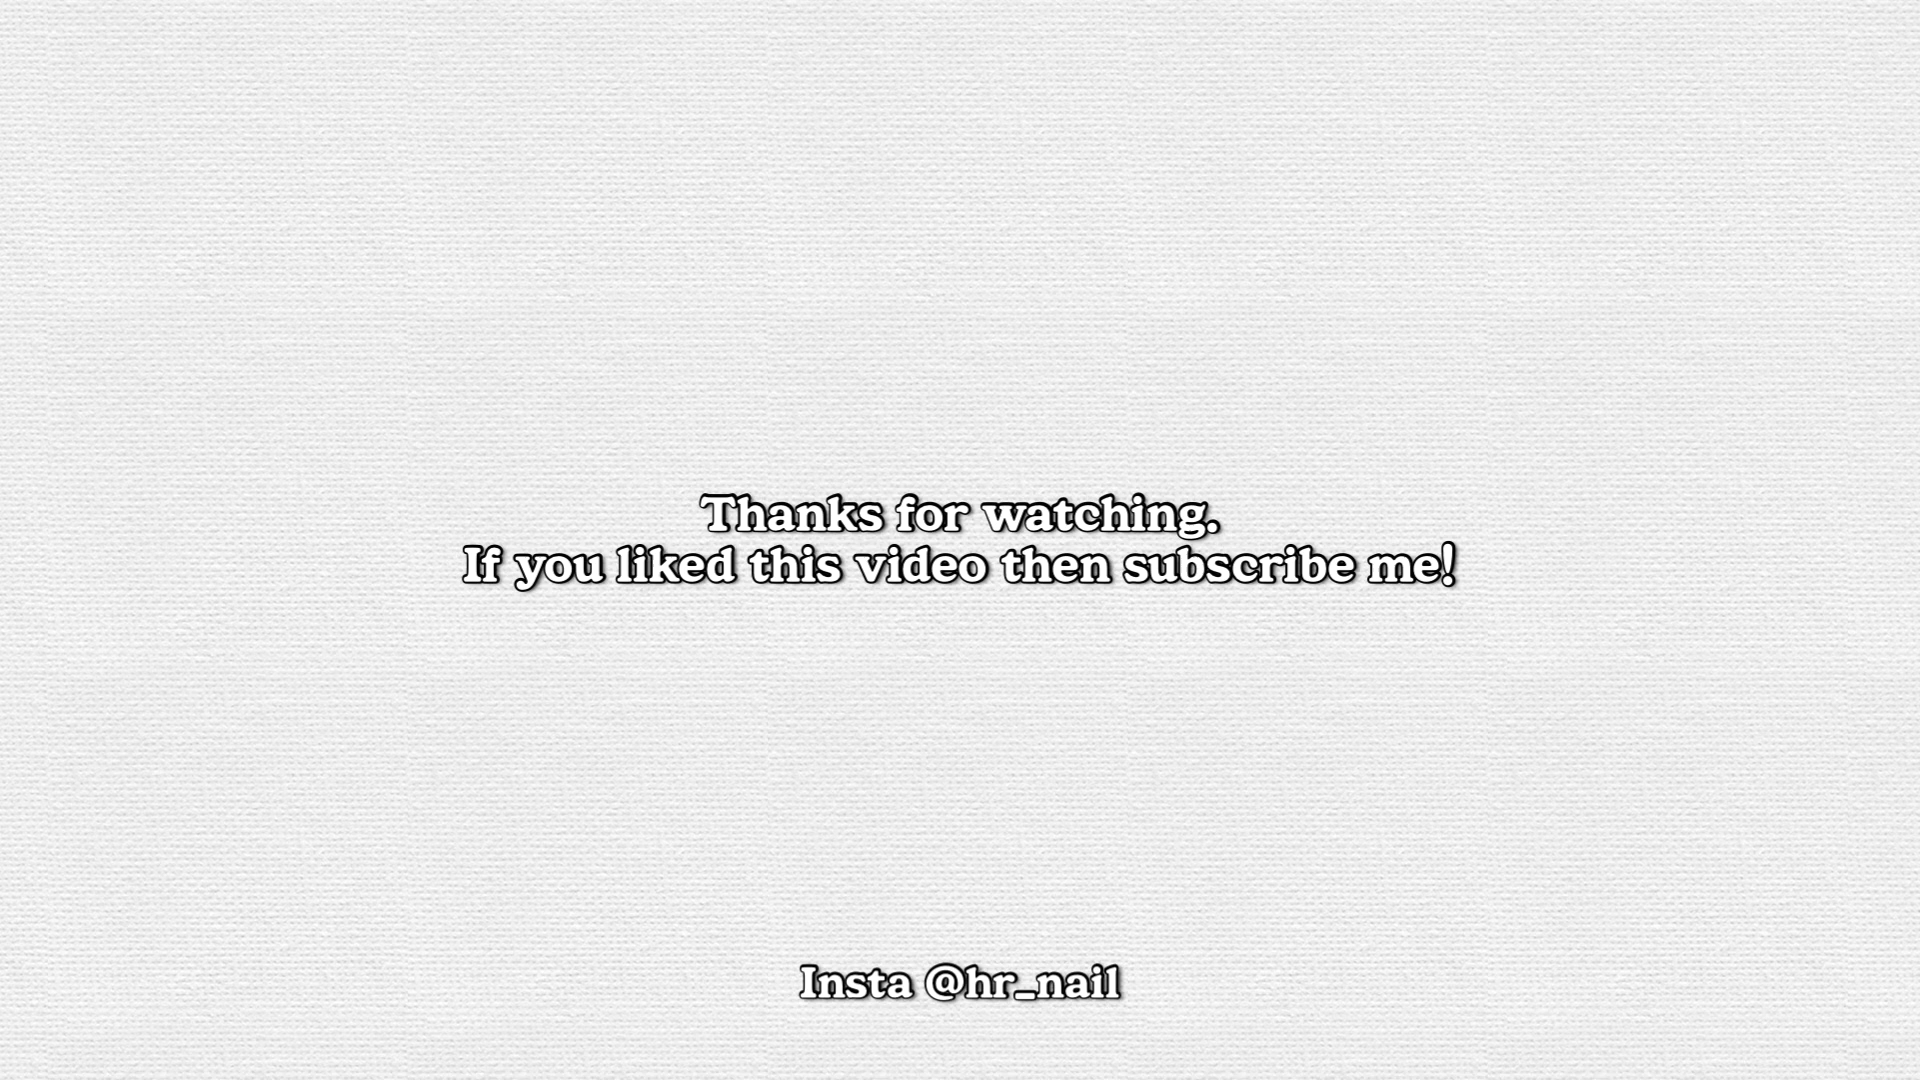 Thanks for watching.
If you liked this video then subscribe me!
Insta @hr_nail